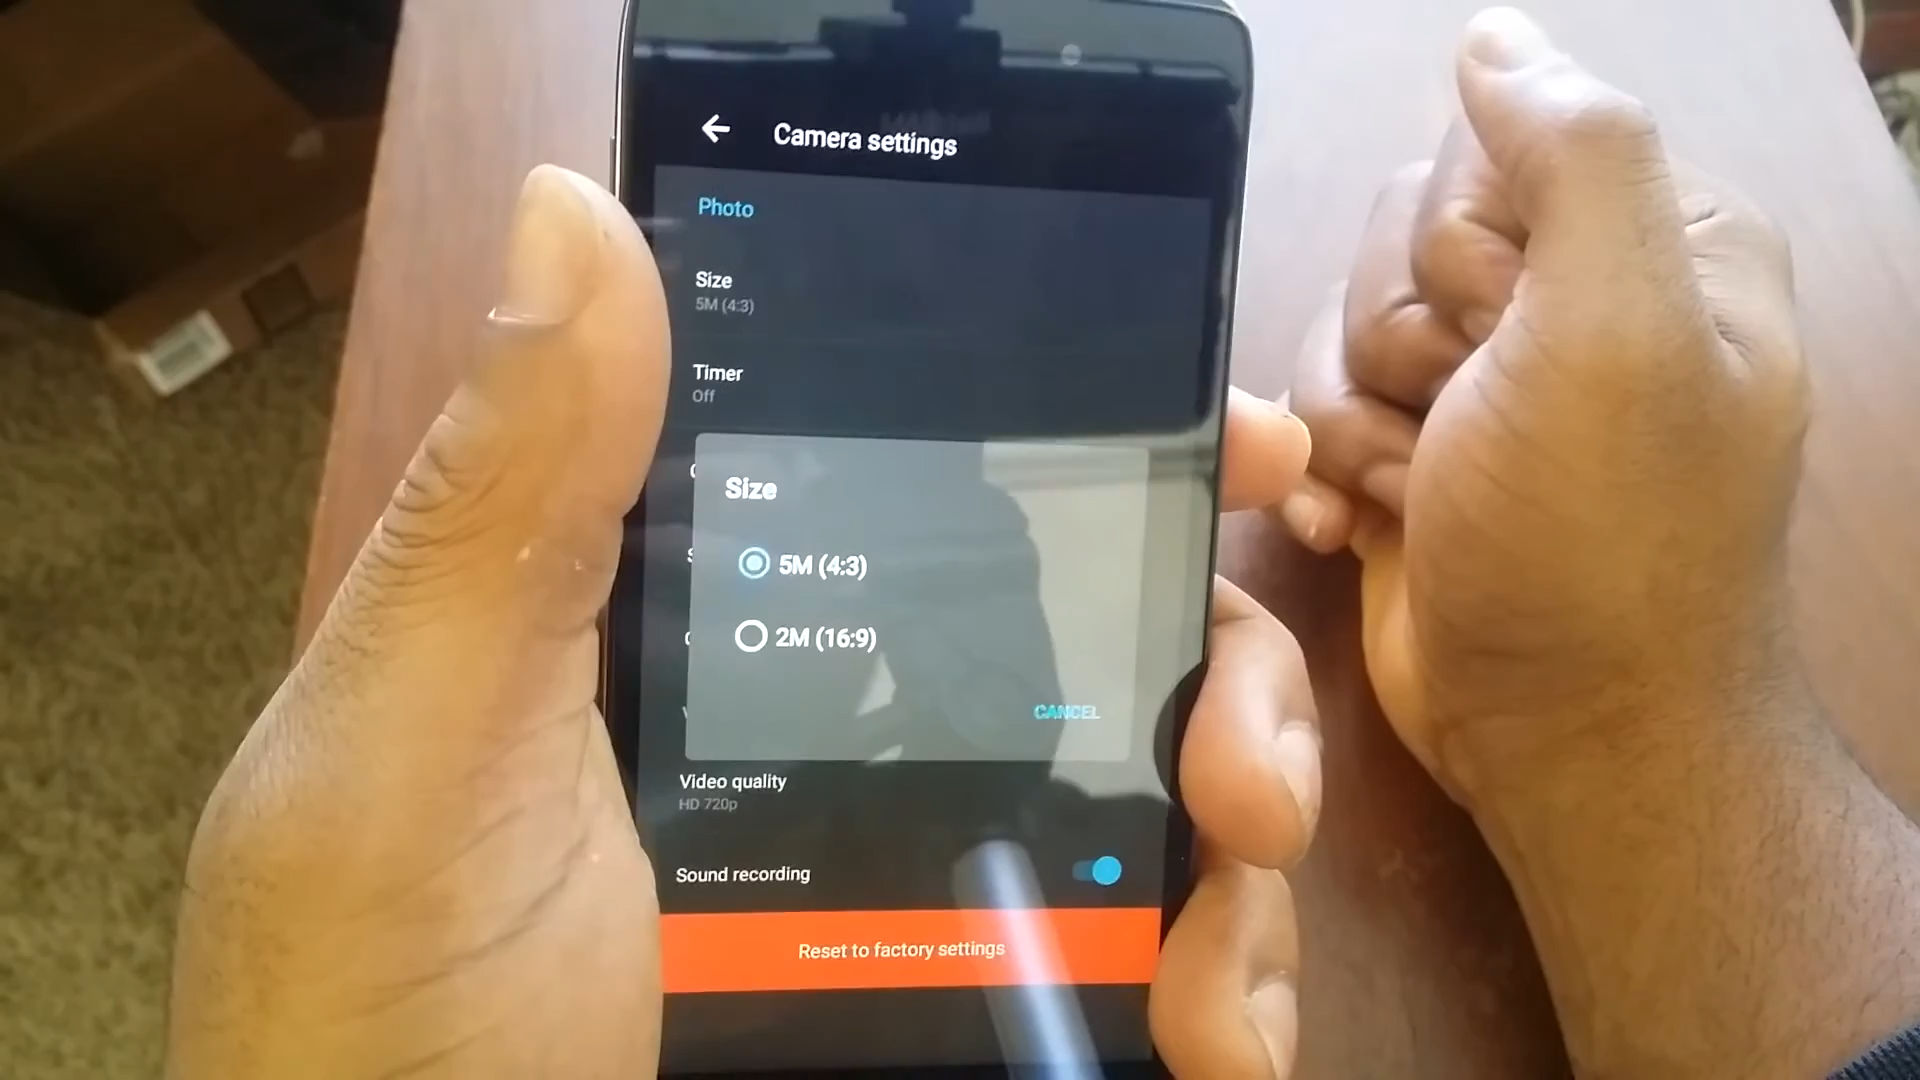 Camera settings
Photo
Size
5M (4:3)
Timer
Off
Size
5M (4:3)
2M (16:9)
CANCEL
Video quality
HD 720p
Sound recording
Reset to factory settings